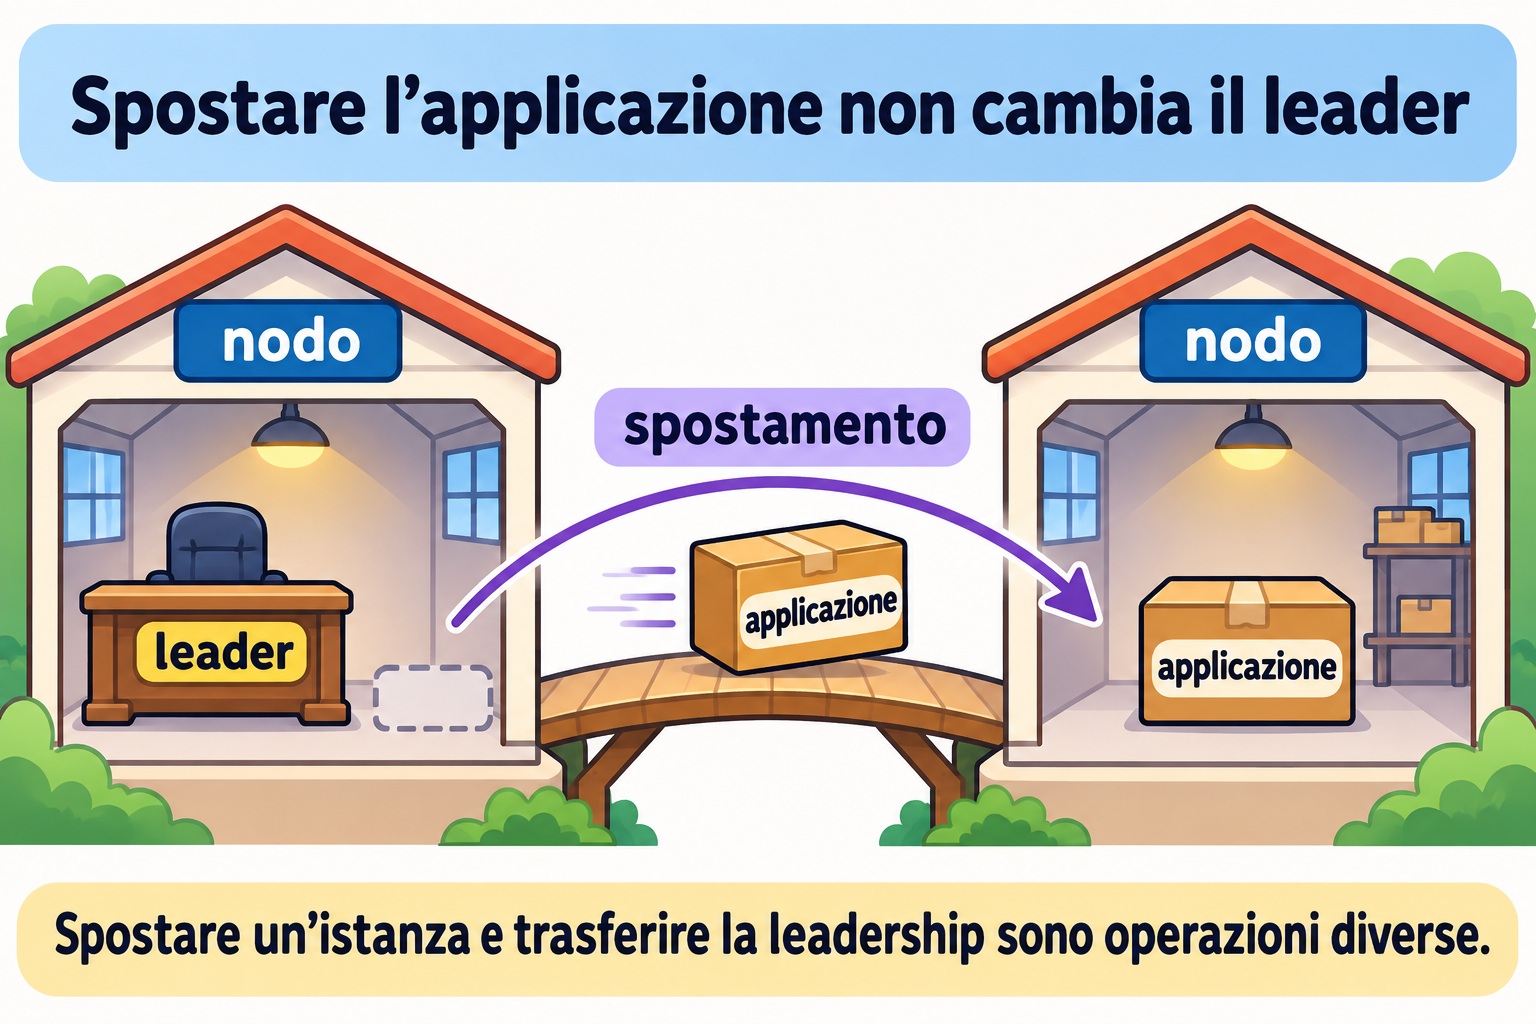 Spostare l’applicazione non cambia il leader
nodo
nodo
spostamento
applicazione
leader
applicazione
Spostare un’istanza e trasferire la leadership sono operazioni diverse.